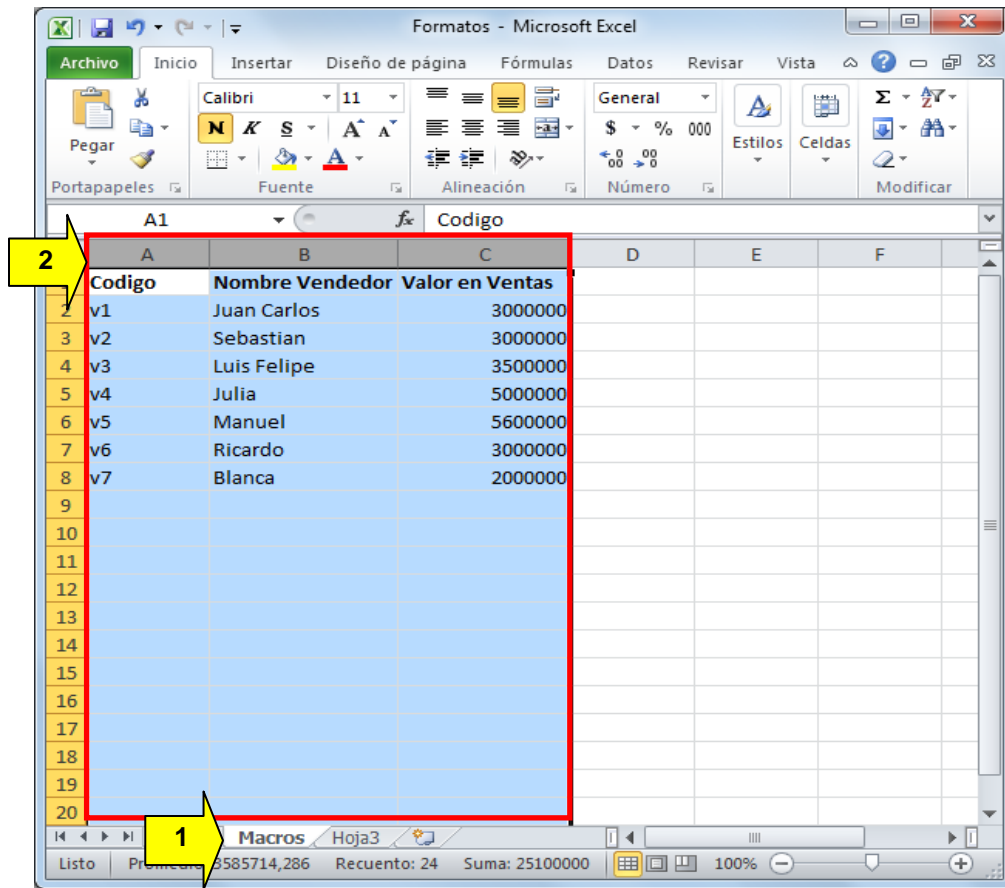 Formatos - Microsoft Excel
Archivo Inicio Insertar Diseño de página Fórmulas Datos Revisar Vista
Pegar
Portapapeles
Calibri 11
N K S A A
A
Fuente
Alineación
General
$ % 000
Número
Estilos
Celdas
Σ
Modificar
A1 fx Codigo
2
A B C D E F
Codigo Nombre Vendedor Valor en Ventas
2 v1 Juan Carlos 3000000
3 v2 Sebastian 3000000
4 v3 Luis Felipe 3500000
5 v4 Julia 5000000
6 v5 Manuel 5600000
7 v6 Ricardo 3000000
8 v7 Blanca 2000000
9
10
11
12
13
14
15
16
17
18
19
20
1
Macros Hoja3
Listo 3585714,286 Recuento: 24 Suma: 25100000 100%